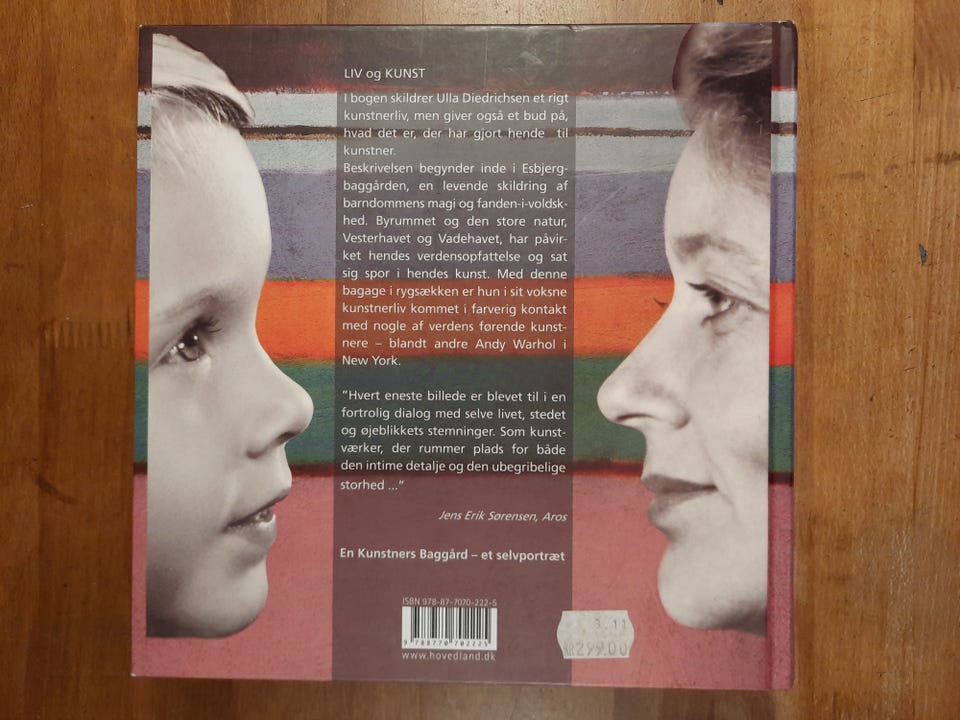 LIV og KUNST
I bogen skildrer Ulla Diedrichsen et rigt
kunstnerliv, men giver også et bud på,
hvad det er, der har gjort hende til
kunstner.
Beskrivelsen begynder inde i Esbjerg-
baggården, en levende skildring af
barndommens magi og fanden-i-voldsk-
hed. Byrummet og den store natur,
Vesterhavet og Vadehavet, har påvir-
ket hendes verdensopfattelse og sat
sig spor i hendes kunst. Med denne
bagage i rygsækken er hun i sit voksne
kunstnerliv kommet i farverig kontakt
med nogle af verdens førende kunst-
nere – blandt andre Andy Warhol i
New York.
"Hvert eneste billede er blevet til i en
fortrolig dialog med selve livet, stedet
og øjeblikkets stemninger. Som kunst-
værker, der rummer plads for både
den intime detalje og den ubegribelige
storhed ..."
Jens Erik Sørensen, Aros
En Kunstners Baggård – et selvportræt
ISBN 978-87-7070-222-5
9 788770 702225
www.hovedland.dk
3.11
KR299.00